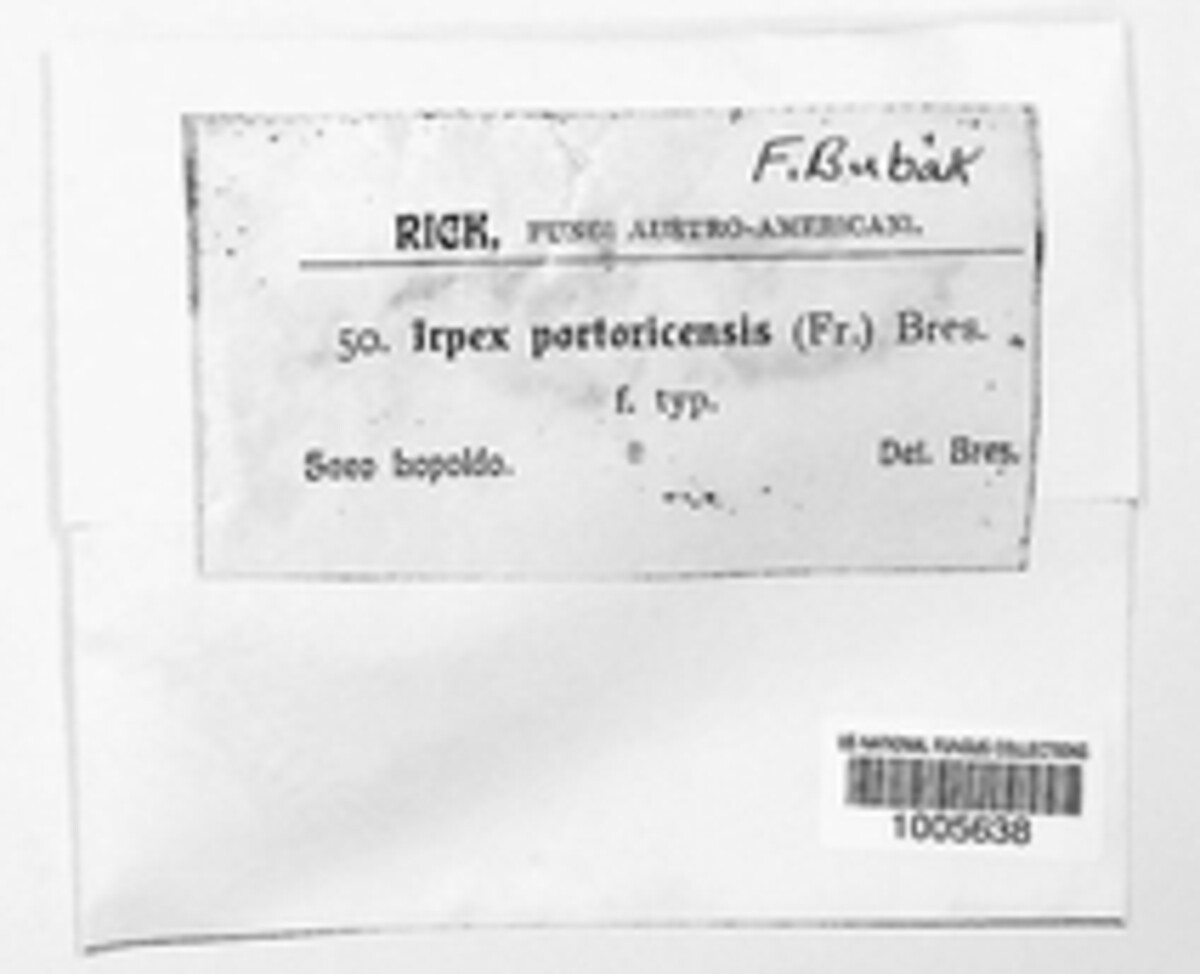 F. Bubák
RICK, FUNGI AUSTRO-AMERICANI.
50. Irpex portoricensis (Fr.) Bres.
f. typ.
Sao Leopoldo. Det. Bres.
US NATIONAL FUNGUS COLLECTIONS
1005638